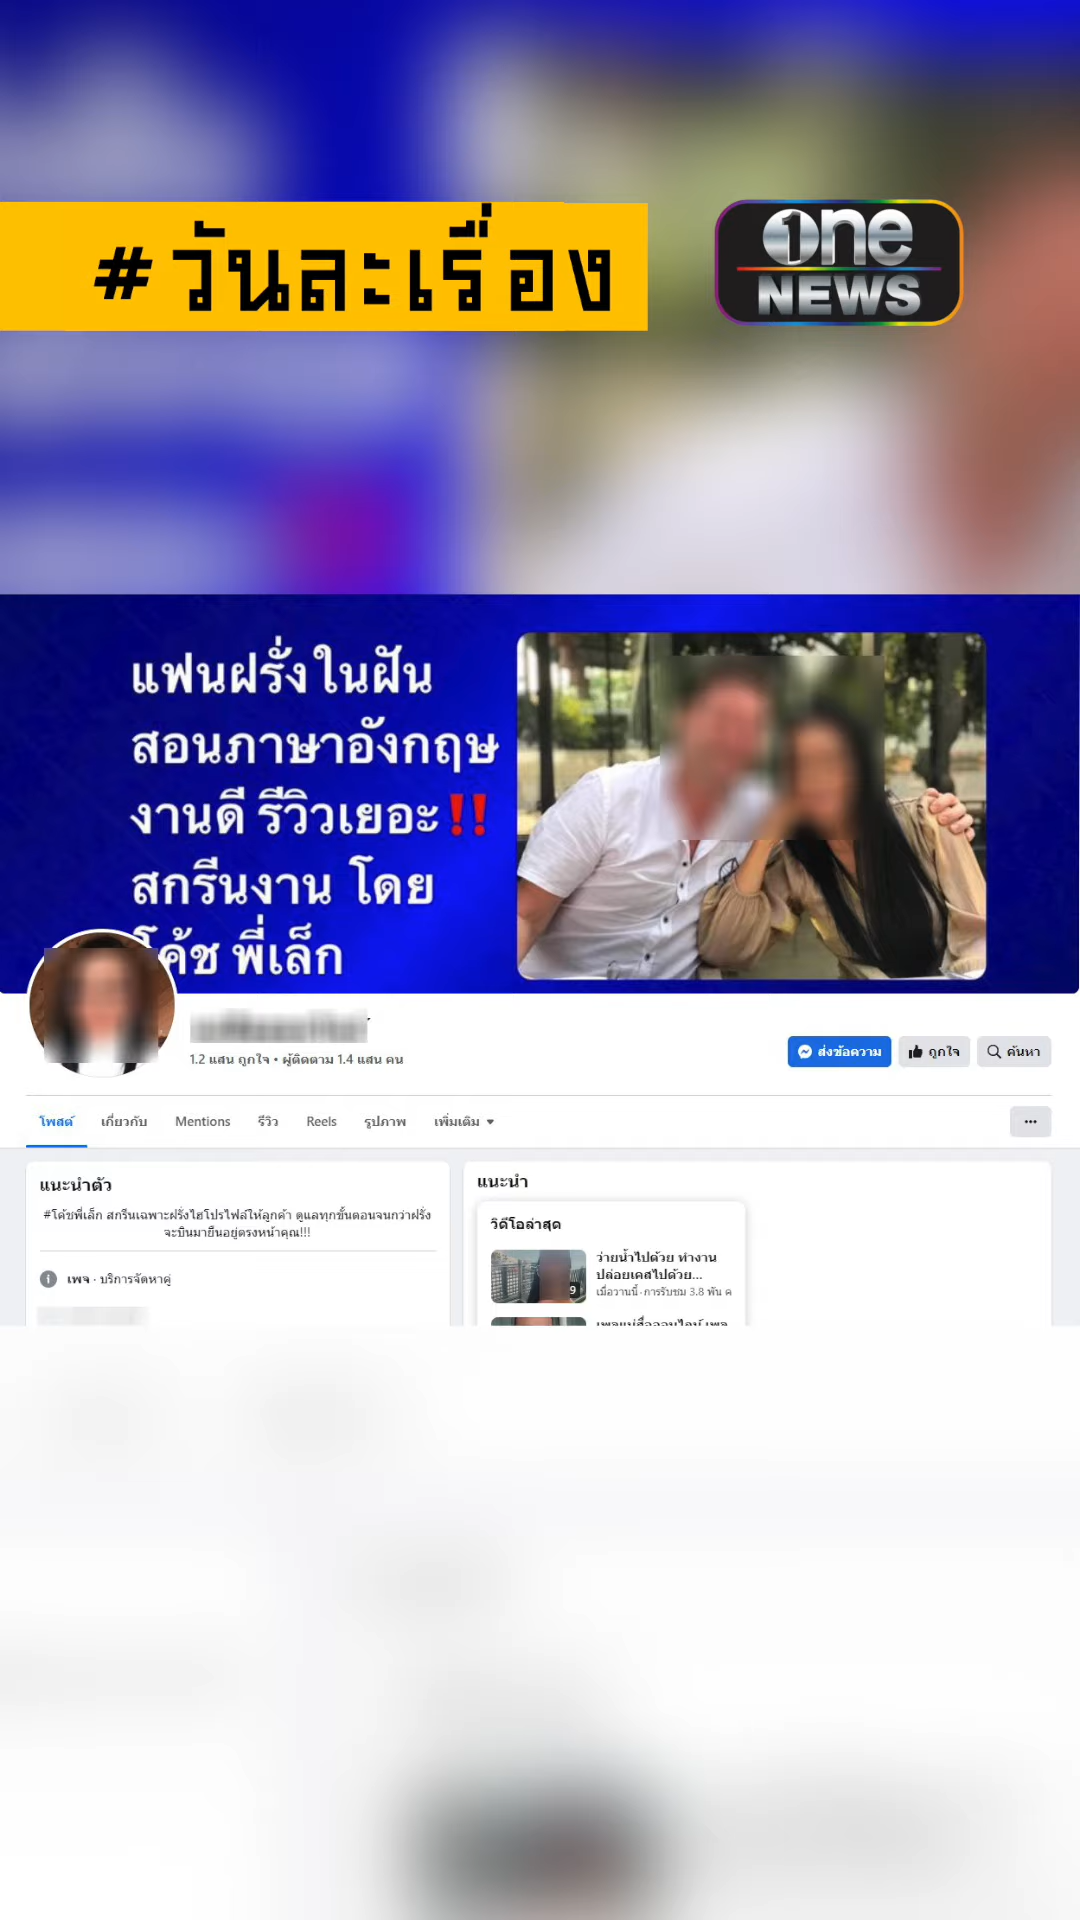 #วันละเรื่อง
one
NEWS
แฟนฝรั่งในฝัน
สอนภาษาอังกฤษ
งานดี รีวิวเยอะ‼️
สกรีนงาน โดย
โค้ช พี่เล็ก
1.2 แสน ถูกใจ • ผู้ติดตาม 1.4 แสน คน
ส่งข้อความ
ถูกใจ
ค้นหา
โพสต์
เกี่ยวกับ
Mentions
รีวิว
Reels
รูปภาพ
เพิ่มเติม
แนะนำตัว
#โค้ชพี่เล็ก สกรีนเฉพาะฝรั่งไฮโปรไฟล์ให้ลูกค้า ดูแลทุกขั้นตอนจนกว่าฝรั่ง
จะบินมายืนอยู่ตรงหน้าคุณ!!!
เพจ · บริการจัดหาคู่
แนะนำ
วิดีโอล่าสุด
ว่ายน้ำไปด้วย ทำงาน
ปล่อยเคสไปด้วย...
เมื่อวานนี้ · การรับชม 3.8 พัน ค